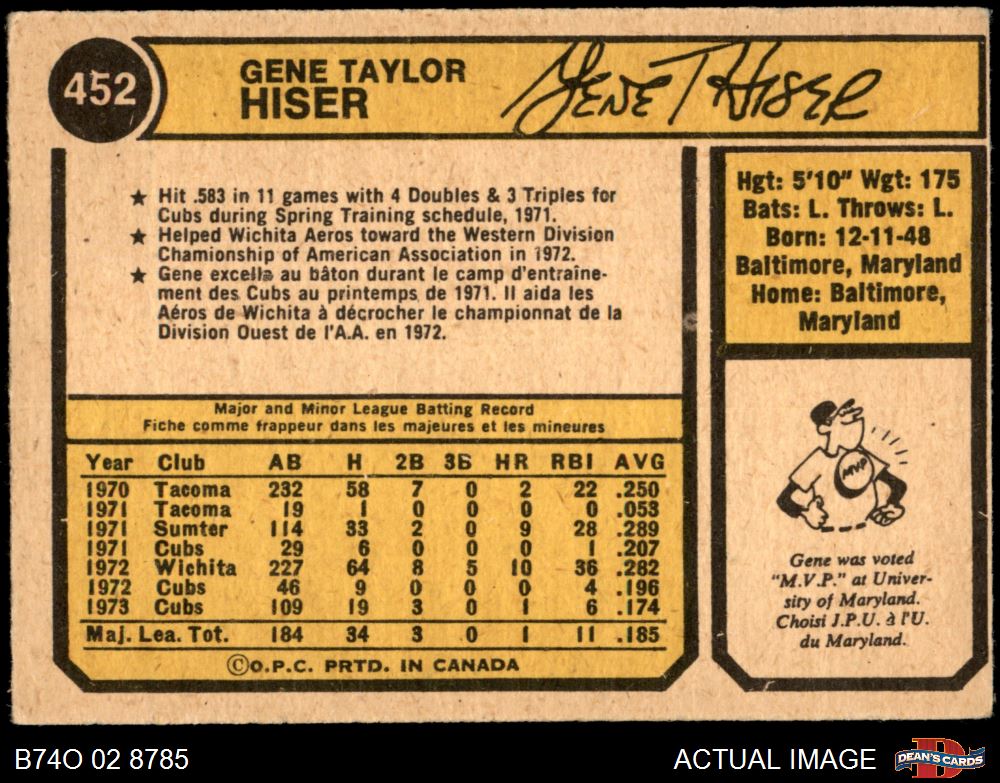 452
GENE TAYLOR
HISER
Gene T Hiser
★ Hit .583 in 11 games with 4 Doubles & 3 Triples for
Cubs during Spring Training schedule, 1971.
★ Helped Wichita Aeros toward the Western Division
Chamionship of American Association in 1972.
★ Gene excella au bâton durant le camp d'entraîne-
ment des Cubs au printemps de 1971. Il aida les
Aéros de Wichita à décrocher le championnat de la
Division Ouest de l'A.A. en 1972.
Hgt: 5'10" Wgt: 175
Bats: L. Throws: L.
Born: 12-11-48
Baltimore, Maryland
Home: Baltimore,
Maryland
Major and Minor League Batting Record
Fiche comme frappeur dans les majeures et les mineures
Year Club AB H 2B 3B HR RBI AVG
1970 Tacoma 232 58 7 0 2 22 .250
1971 Tacoma 19 1 0 0 0 0 .053
1971 Sumter 114 33 2 0 9 28 .289
1971 Cubs 29 6 0 0 0 1 .207
1972 Wichita 227 64 8 5 10 36 .282
1972 Cubs 46 9 0 0 0 4 .196
1973 Cubs 109 19 3 0 1 6 .174
Maj. Lea. Tot. 184 34 3 0 1 11 .185
©O.P.C. PRTD. IN CANADA
MVP
Gene was voted
"M.V.P." at Univer-
sity of Maryland.
Choisi J.P.U. à l'U.
du Maryland.
B74O 02 8785
ACTUAL IMAGE
D
DEAN'S CARDS